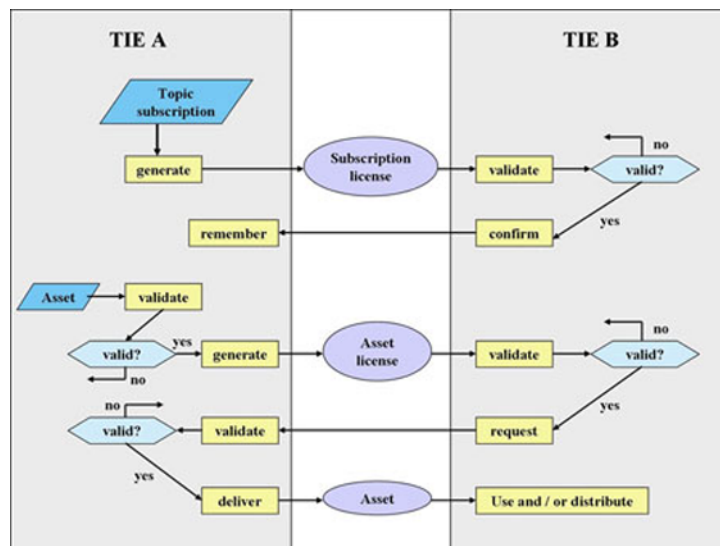 TIE A
TIE B
Topic
subscription
no
generate
Subscription
license
validate
valid?
yes
remember
confirm
Asset
validate
no
valid?
yes
generate
Asset
license
validate
valid?
no
yes
no
valid?
validate
request
yes
deliver
Asset
Use and / or distribute